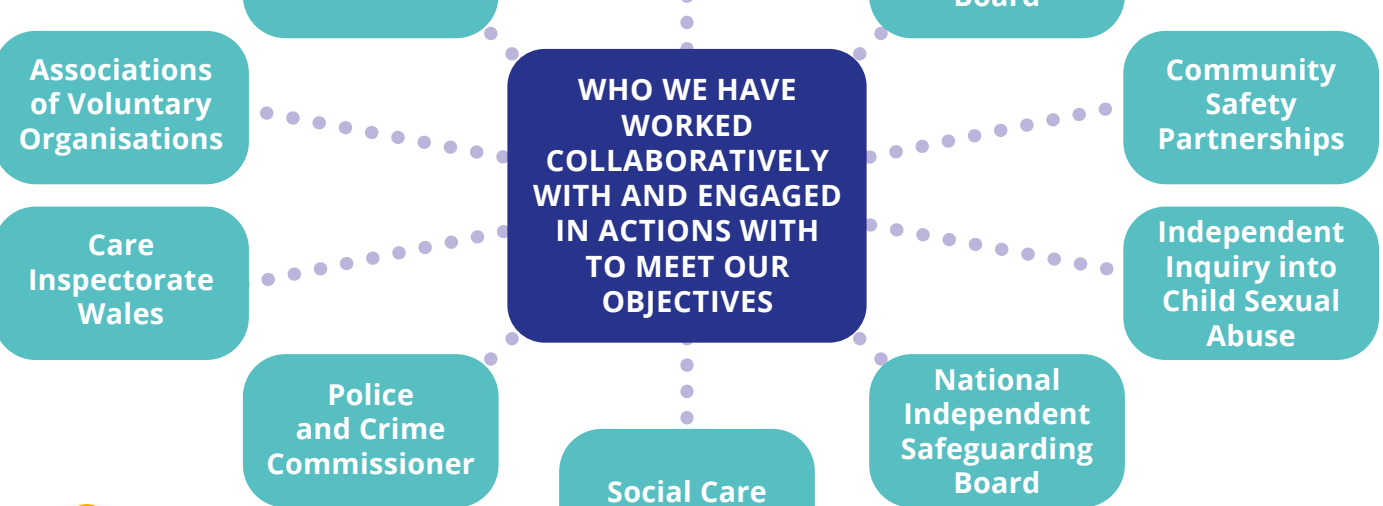 Board
Associations
of Voluntary
Organisations
WHO WE HAVE
WORKED
COLLABORATIVELY
WITH AND ENGAGED
IN ACTIONS WITH
TO MEET OUR
OBJECTIVES
Community
Safety
Partnerships
Care
Inspectorate
Wales
Independent
Inquiry into
Child Sexual
Abuse
Police
and Crime
Commissioner
National
Independent
Safeguarding
Board
Social Care